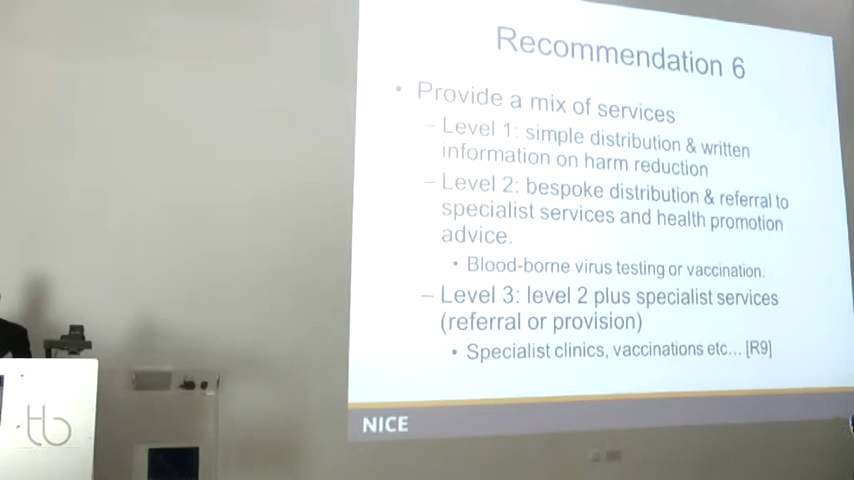 Recommendation 6
• Provide a mix of services
– Level 1: simple distribution & written
information on harm reduction
– Level 2: bespoke distribution & referral to
specialist services and health promotion
advice.
• Blood-borne virus testing or vaccination.
– Level 3: level 2 plus specialist services
(referral or provision)
• Specialist clinics, vaccinations etc... [R9]
NICE
tb